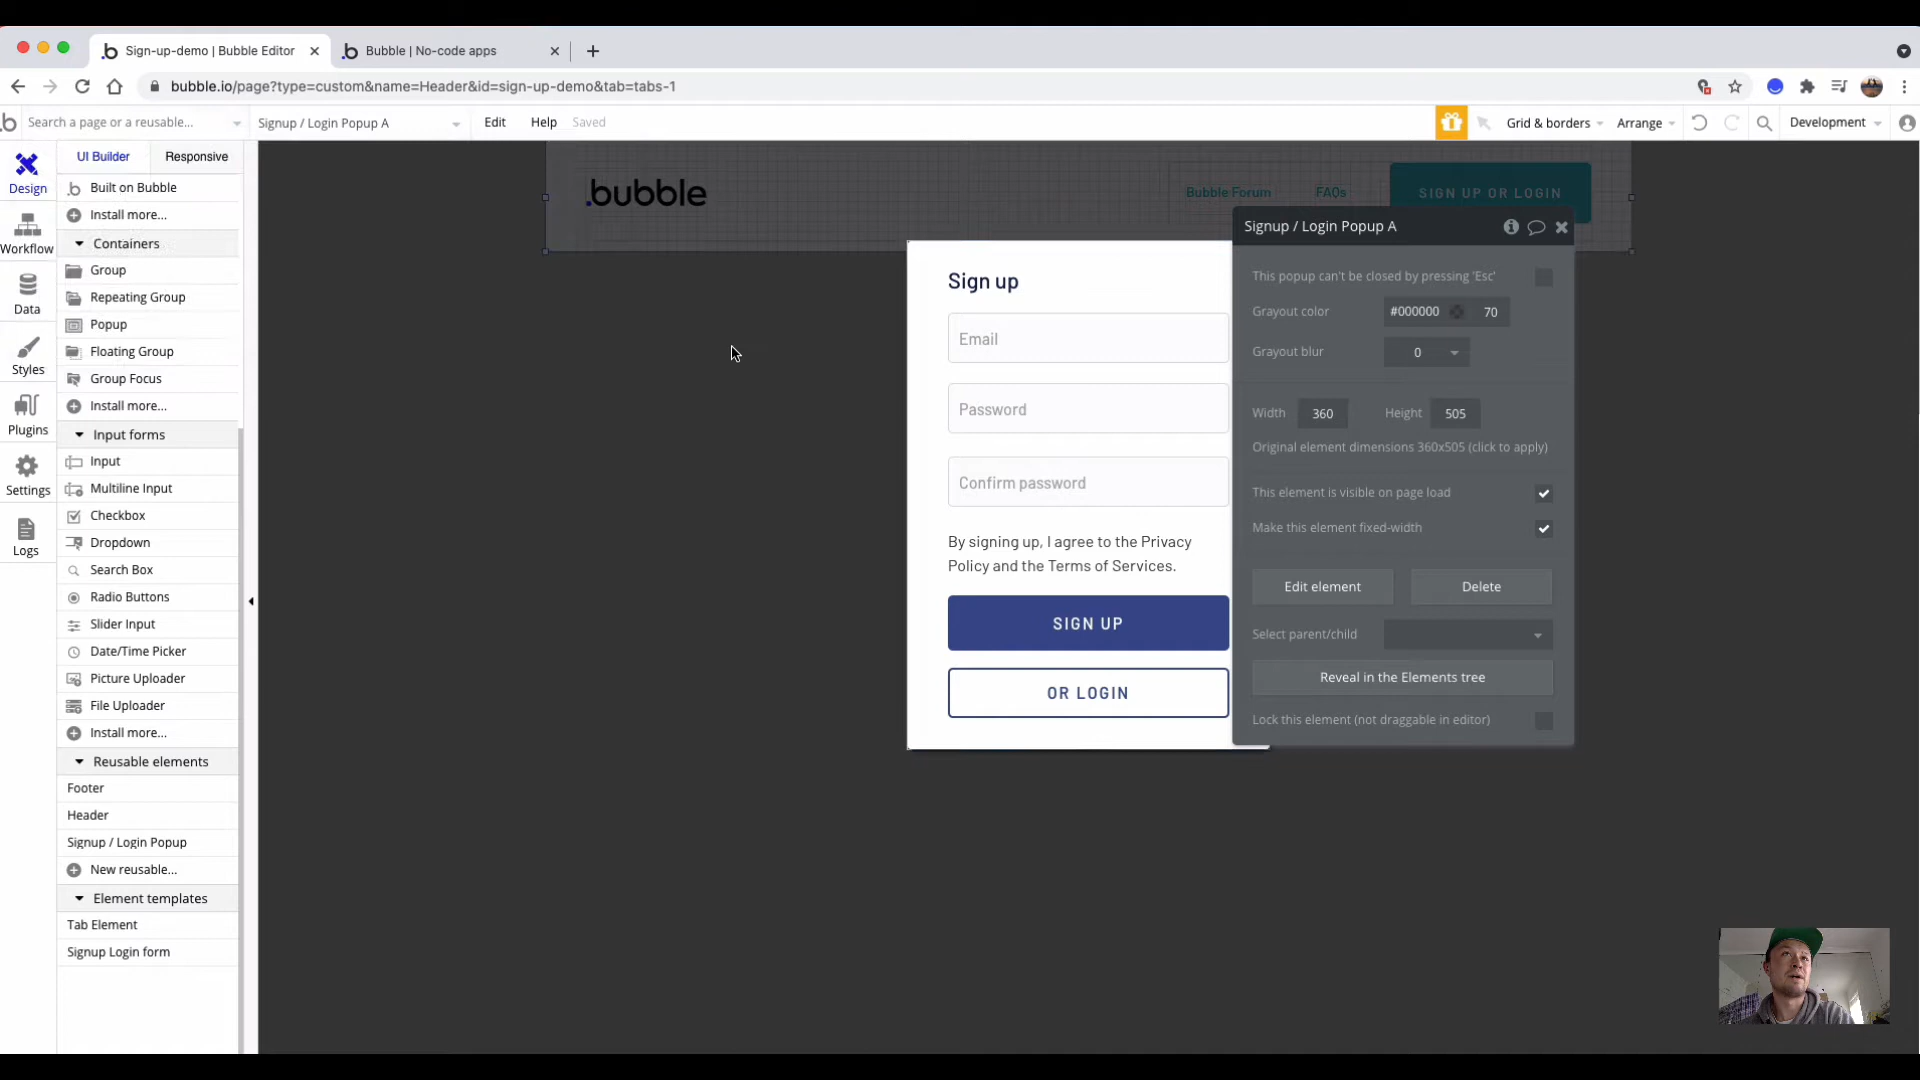 Sign-up-demo | Bubble Editor
Bubble | No-code apps
bubble.io/page?type=custom&name=Header&id=sign-up-demo&tab=tabs-1
Search a page or a reusable...
Signup / Login Popup A
Edit
Help
Saved
Grid & borders
Arrange
Development
Design
Workflow
Data
Styles
Plugins
Settings
Logs
UI Builder
Responsive
Built on Bubble
Install more...
Containers
Group
Repeating Group
Popup
Floating Group
Group Focus
Install more...
Input forms
Input
Multiline Input
Checkbox
Dropdown
Search Box
Radio Buttons
Slider Input
Date/Time Picker
Picture Uploader
File Uploader
Install more...
Reusable elements
Footer
Header
Signup / Login Popup
New reusable...
Element templates
Tab Element
Signup Login form
.bubble
Bubble Forum
FAQs
SIGN UP OR LOGIN
Sign up
Email
Password
Confirm password
By signing up, I agree to the Privacy
Policy and the Terms of Services.
SIGN UP
OR LOGIN
Signup / Login Popup A
This popup can't be closed by pressing 'Esc'
Grayout color
#000000
70
Grayout blur
0
Width
360
Height
505
Original element dimensions 360x505 (click to apply)
This element is visible on page load
Make this element fixed-width
Edit element
Delete
Select parent/child
Reveal in the Elements tree
Lock this element (not draggable in editor)